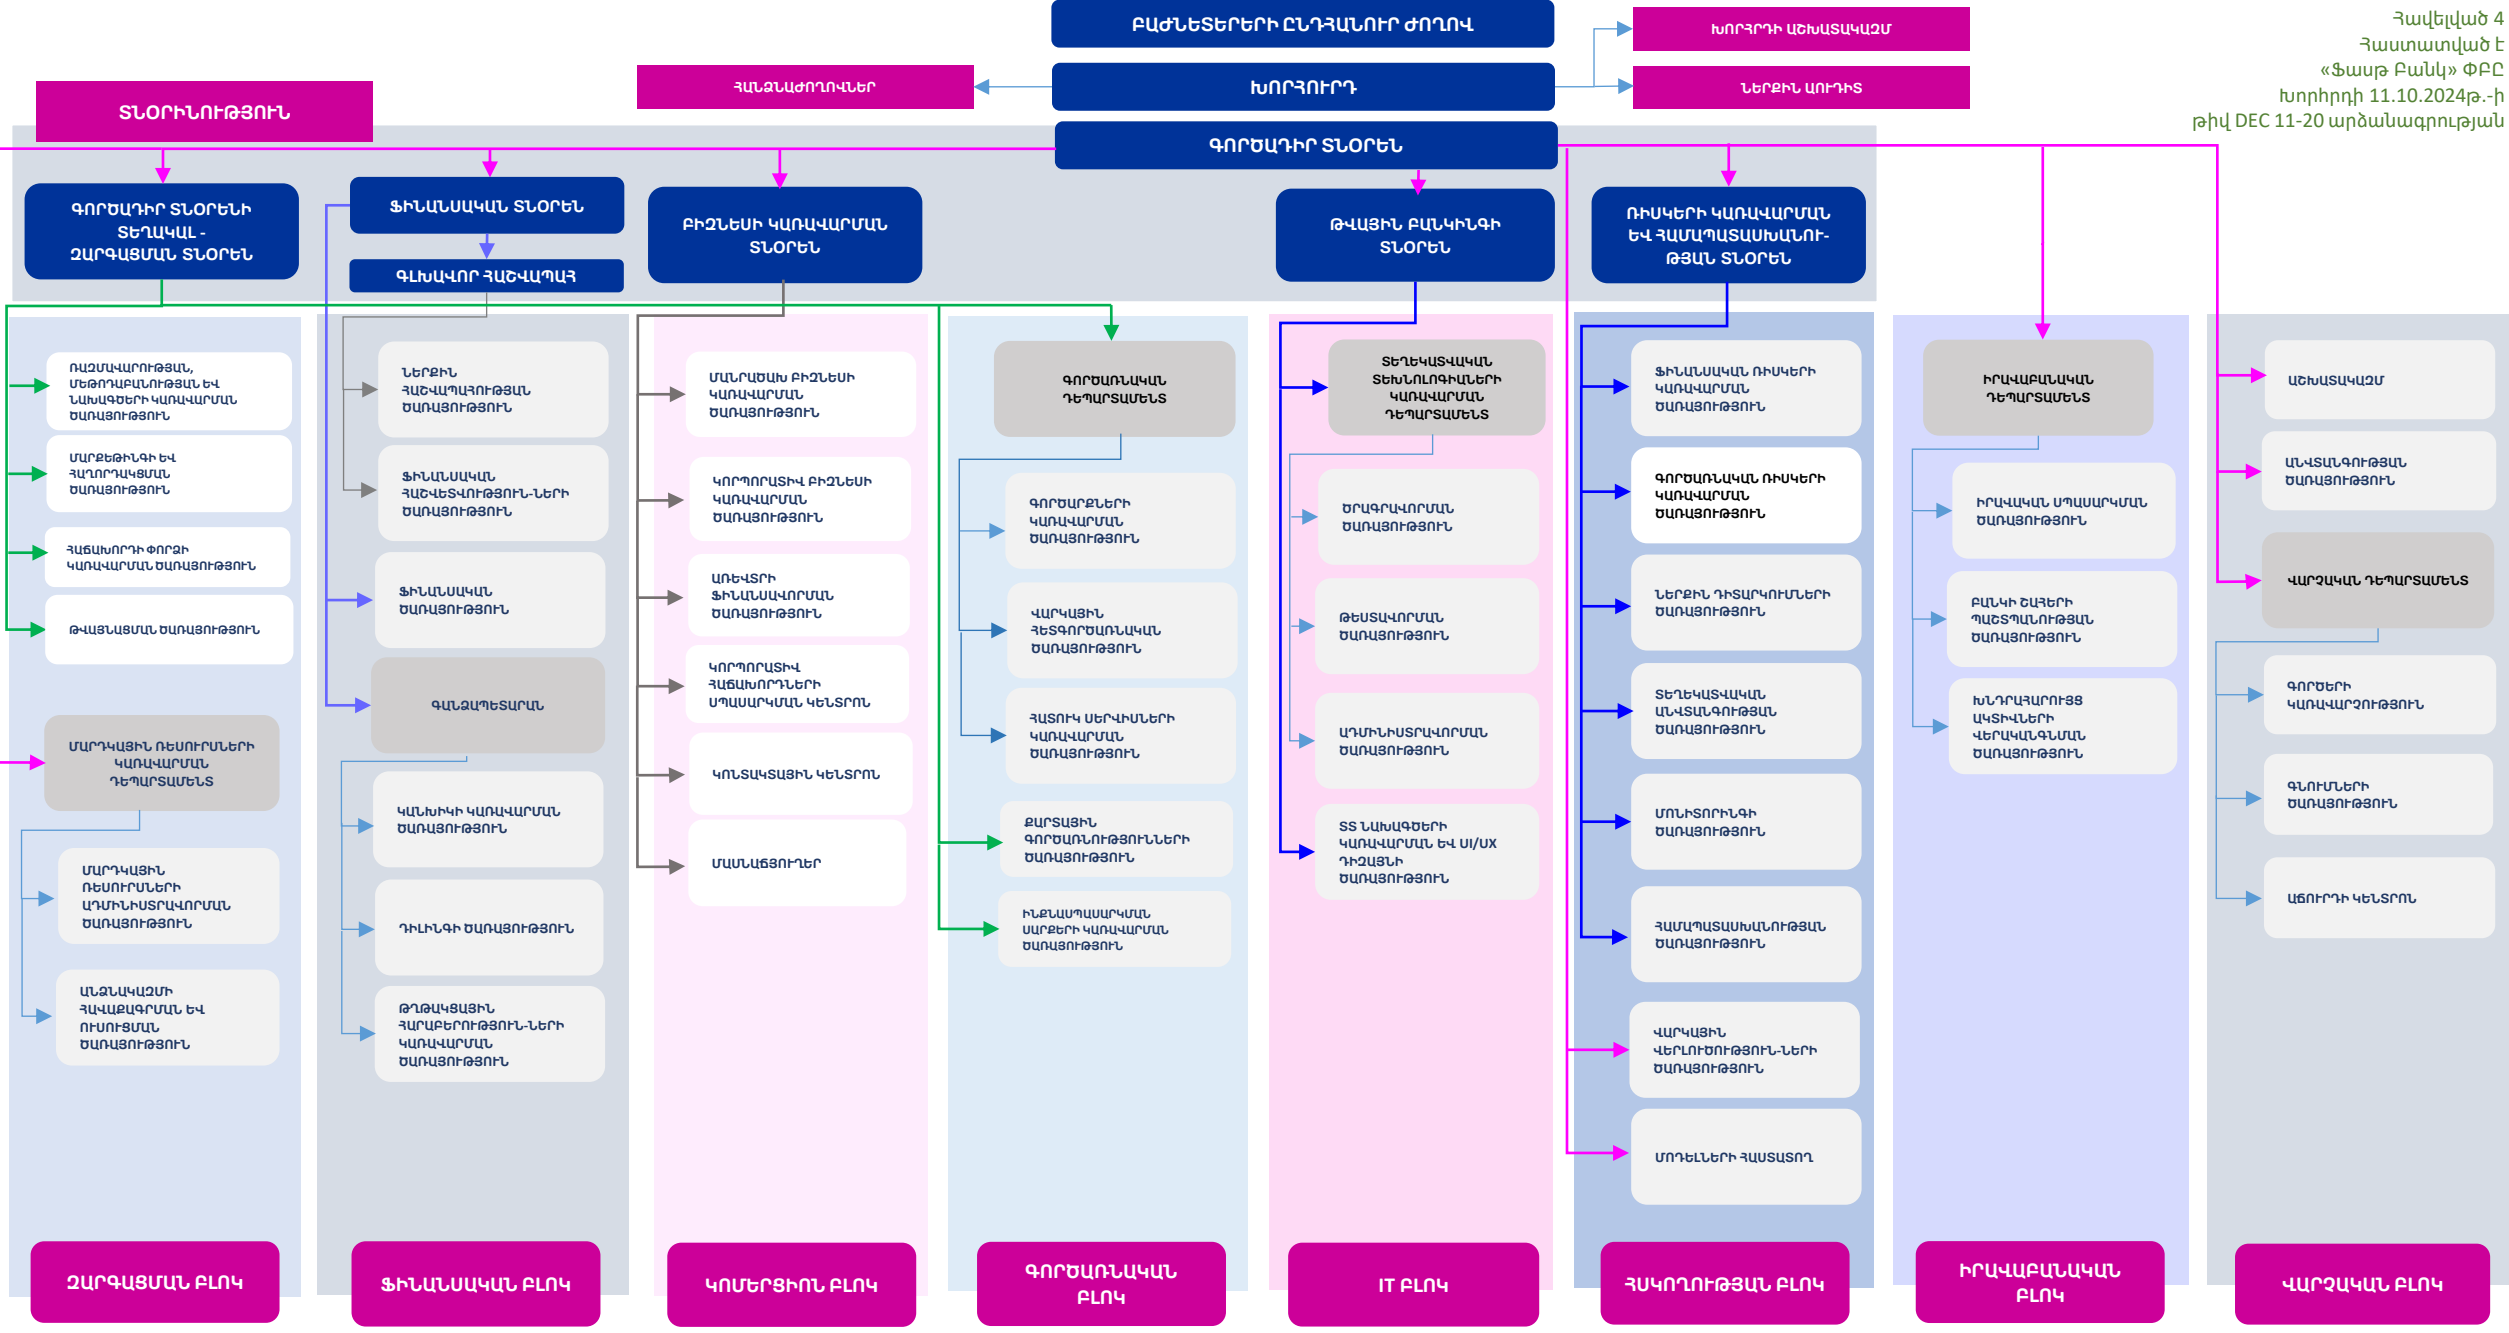 Հավելված 4
Հաստատված է
«Ֆասթ Բանկ» ՓԲԸ
Խորհրդի 11.10.2024թ.-ի
թիվ DEC 11-20 արձանագրության
ԲԱԺՆԵՏԵՐԵՐԻ ԸՆԴՀԱՆՈՒՐ ԺՈՂՈՎ
ԽՈՐՀՐԴԻ ԱՇԽԱՏԱԿԱԶՄ
ՀԱՆՁՆԱԺՈՂՈՎՆԵՐ
ԽՈՐՀՈՒՐԴ
ՆԵՐՔԻՆ ԱՈՒԴԻՏ
ՏՆՕՐԻՆՈՒԹՅՈՒՆ
ԳՈՐԾԱԴԻՐ ՏՆՕՐԵՆ
ԳՈՐԾԱԴԻՐ ՏՆՕՐԵՆԻ
ՏԵՂԱԿԱԼ -
ԶԱՐԳԱՑՄԱՆ ՏՆՕՐԵՆ
ՖԻՆԱՆՍԱԿԱՆ ՏՆՕՐԵՆ
ԳԼԽԱՎՈՐ ՀԱՇՎԱՊԱՀ
ԲԻԶՆԵՍԻ ԿԱՌԱՎԱՐՄԱՆ
ՏՆՕՐԵՆ
ԹՎԱՅԻՆ ԲԱՆԿԻՆԳԻ
ՏՆՕՐԵՆ
ՌԻՍԿԵՐԻ ԿԱՌԱՎԱՐՄԱՆ
ԵՎ ՀԱՄԱՊԱՏԱՍԽԱՆՈՒ-
ԹՅԱՆ ՏՆՕՐԵՆ
ՌԱԶՄԱՎԱՐՈՒԹՅԱՆ,
ՄԵԹՈԴԱԲԱՆՈՒԹՅԱՆ ԵՎ
ՆԱԽԱԳԾԵՐԻ ԿԱՌԱՎԱՐՄԱՆ
ԾԱՌԱՅՈՒԹՅՈՒՆ
ՄԱՐՔԵԹԻՆԳԻ ԵՎ
ՀԱՂՈՐԴԱԿՑՄԱՆ
ԾԱՌԱՅՈՒԹՅՈՒՆ
ՀԱՃԱԽՈՐԴԻ ՓՈՐՁԻ
ԿԱՌԱՎԱՐՄԱՆ ԾԱՌԱՅՈՒԹՅՈՒՆ
ԹՎԱՅՆԱՑՄԱՆ ԾԱՌԱՅՈՒԹՅՈՒՆ
ՄԱՐԴԿԱՅԻՆ ՌԵՍՈՒՐՍՆԵՐԻ
ԿԱՌԱՎԱՐՄԱՆ
ԴԵՊԱՐՏԱՄԵՆՏ
ՄԱՐԴԿԱՅԻՆ
ՌԵՍՈՒՐՍՆԵՐԻ
ԱԴՄԻՆԻՍՏՐԱՎՈՐՄԱՆ
ԾԱՌԱՅՈՒԹՅՈՒՆ
ԱՆՁՆԱԿԱԶՄԻ
ՀԱՎԱՔԱԳՐՄԱՆ ԵՎ
ՈՒՍՈՒՑՄԱՆ
ԾԱՌԱՅՈՒԹՅՈՒՆ
ԶԱՐԳԱՑՄԱՆ ԲԼՈԿ
ՆԵՐՔԻՆ
ՀԱՇՎԱՊԱՀՈՒԹՅԱՆ
ԾԱՌԱՅՈՒԹՅՈՒՆ
ՖԻՆԱՆՍԱԿԱՆ
ՀԱՇՎԵՏՎՈՒԹՅՈՒՆ-ՆԵՐԻ
ԾԱՌԱՅՈՒԹՅՈՒՆ
ՖԻՆԱՆՍԱԿԱՆ
ԾԱՌԱՅՈՒԹՅՈՒՆ
ԳԱՆՁԱՊԵՏԱՐԱՆ
ԿԱՆԽԻԿԻ ԿԱՌԱՎԱՐՄԱՆ
ԾԱՌԱՅՈՒԹՅՈՒՆ
ԴԻԼԻՆԳԻ ԾԱՌԱՅՈՒԹՅՈՒՆ
ԹՂԹԱԿՑԱՅԻՆ
ՀԱՐԱԲԵՐՈՒԹՅՈՒՆ-ՆԵՐԻ
ԿԱՌԱՎԱՐՄԱՆ
ԾԱՌԱՅՈՒԹՅՈՒՆ
ՖԻՆԱՆՍԱԿԱՆ ԲԼՈԿ
ՄԱՆՐԱԾԱԽ ԲԻԶՆԵՍԻ
ԿԱՌԱՎԱՐՄԱՆ
ԾԱՌԱՅՈՒԹՅՈՒՆ
ԿՈՐՊՈՐԱՏԻՎ ԲԻԶՆԵՍԻ
ԿԱՌԱՎԱՐՄԱՆ
ԾԱՌԱՅՈՒԹՅՈՒՆ
ԱՌԵՎՏՐԻ
ՖԻՆԱՆՍԱՎՈՐՄԱՆ
ԾԱՌԱՅՈՒԹՅՈՒՆ
ԿՈՐՊՈՐԱՏԻՎ
ՀԱՃԱԽՈՐԴՆԵՐԻ
ՍՊԱՍԱՐԿՄԱՆ ԿԵՆՏՐՈՆ
ԿՈՆՏԱԿՏԱՅԻՆ ԿԵՆՏՐՈՆ
ՄԱՍՆԱՃՅՈՒՂԵՐ
ԿՈՄԵՐՑԻՈՆ ԲԼՈԿ
ԳՈՐԾԱՌՆԱԿԱՆ
ԴԵՊԱՐՏԱՄԵՆՏ
ԳՈՐԾԱՐՔՆԵՐԻ
ԿԱՌԱՎԱՐՄԱՆ
ԾԱՌԱՅՈՒԹՅՈՒՆ
ՎԱՐԿԱՅԻՆ
ՀԵՏԳՈՐԾԱՌՆԱԿԱՆ
ԾԱՌԱՅՈՒԹՅՈՒՆ
ՀԱՏՈՒԿ ՍԵՐՎԻՍՆԵՐԻ
ԿԱՌԱՎԱՐՄԱՆ
ԾԱՌԱՅՈՒԹՅՈՒՆ
ՔԱՐՏԱՅԻՆ
ԳՈՐԾԱՌՆՈՒԹՅՈՒՆՆԵՐԻ
ԾԱՌԱՅՈՒԹՅՈՒՆ
ԻՆՔՆԱՍՊԱՍԱՐԿՄԱՆ
ՍԱՐՔԵՐԻ ԿԱՌԱՎԱՐՄԱՆ
ԾԱՌԱՅՈՒԹՅՈՒՆ
ԳՈՐԾԱՌՆԱԿԱՆ
ԲԼՈԿ
ՏԵՂԵԿԱՏՎԱԿԱՆ
ՏԵԽՆՈԼՈԳԻԱՆԵՐԻ
ԿԱՌԱՎԱՐՄԱՆ
ԴԵՊԱՐՏԱՄԵՆՏ
ԾՐԱԳՐԱՎՈՐՄԱՆ
ԾԱՌԱՅՈՒԹՅՈՒՆ
ԹԵՍՏԱՎՈՐՄԱՆ
ԾԱՌԱՅՈՒԹՅՈՒՆ
ԱԴՄԻՆԻՍՏՐԱՎՈՐՄԱՆ
ԾԱՌԱՅՈՒԹՅՈՒՆ
ՏՏ ՆԱԽԱԳԾԵՐԻ
ԿԱՌԱՎԱՐՄԱՆ ԵՎ UI/UX
ԴԻԶԱՅՆԻ
ԾԱՌԱՅՈՒԹՅՈՒՆ
IT ԲԼՈԿ
ՖԻՆԱՆՍԱԿԱՆ ՌԻՍԿԵՐԻ
ԿԱՌԱՎԱՐՄԱՆ
ԾԱՌԱՅՈՒԹՅՈՒՆ
ԳՈՐԾԱՌՆԱԿԱՆ ՌԻՍԿԵՐԻ
ԿԱՌԱՎԱՐՄԱՆ
ԾԱՌԱՅՈՒԹՅՈՒՆ
ՆԵՐՔԻՆ ԴԻՏԱՐԿՈՒՄՆԵՐԻ
ԾԱՌԱՅՈՒԹՅՈՒՆ
ՏԵՂԵԿԱՏՎԱԿԱՆ
ԱՆՎՏԱՆԳՈՒԹՅԱՆ
ԾԱՌԱՅՈՒԹՅՈՒՆ
ՄՈՆԻՏՈՐԻՆԳԻ
ԾԱՌԱՅՈՒԹՅՈՒՆ
ՀԱՄԱՊԱՏԱՍԽԱՆՈՒԹՅԱՆ
ԾԱՌԱՅՈՒԹՅՈՒՆ
ՎԱՐԿԱՅԻՆ
ՎԵՐԼՈՒԾՈՒԹՅՈՒՆ-ՆԵՐԻ
ԾԱՌԱՅՈՒԹՅՈՒՆ
ՄՈԴԵԼՆԵՐԻ ՀԱՍՏԱՏՈՂ
ՀՍԿՈՂՈՒԹՅԱՆ ԲԼՈԿ
ԻՐԱՎԱԲԱՆԱԿԱՆ
ԴԵՊԱՐՏԱՄԵՆՏ
ԻՐԱՎԱԿԱՆ ՍՊԱՍԱՐԿՄԱՆ
ԾԱՌԱՅՈՒԹՅՈՒՆ
ԲԱՆԿԻ ՇԱՀԵՐԻ
ՊԱՇՏՊԱՆՈՒԹՅԱՆ
ԾԱՌԱՅՈՒԹՅՈՒՆ
ԽՆԴՐԱՀԱՐՈՒՅՑ
ԱԿՏԻՎՆԵՐԻ
ՎԵՐԱԿԱՆԳՆՄԱՆ
ԾԱՌԱՅՈՒԹՅՈՒՆ
ԻՐԱՎԱԲԱՆԱԿԱՆ
ԲԼՈԿ
ԱՇԽԱՏԱԿԱԶՄ
ԱՆՎՏԱՆԳՈՒԹՅԱՆ
ԾԱՌԱՅՈՒԹՅՈՒՆ
ՎԱՐՉԱԿԱՆ ԴԵՊԱՐՏԱՄԵՆՏ
ԳՈՐԾԵՐԻ
ԿԱՌԱՎԱՐՉՈՒԹՅՈՒՆ
ԳՆՈՒՄՆԵՐԻ
ԾԱՌԱՅՈՒԹՅՈՒՆ
ԱՃՈՒՐԴԻ ԿԵՆՏՐՈՆ
ՎԱՐՉԱԿԱՆ ԲԼՈԿ